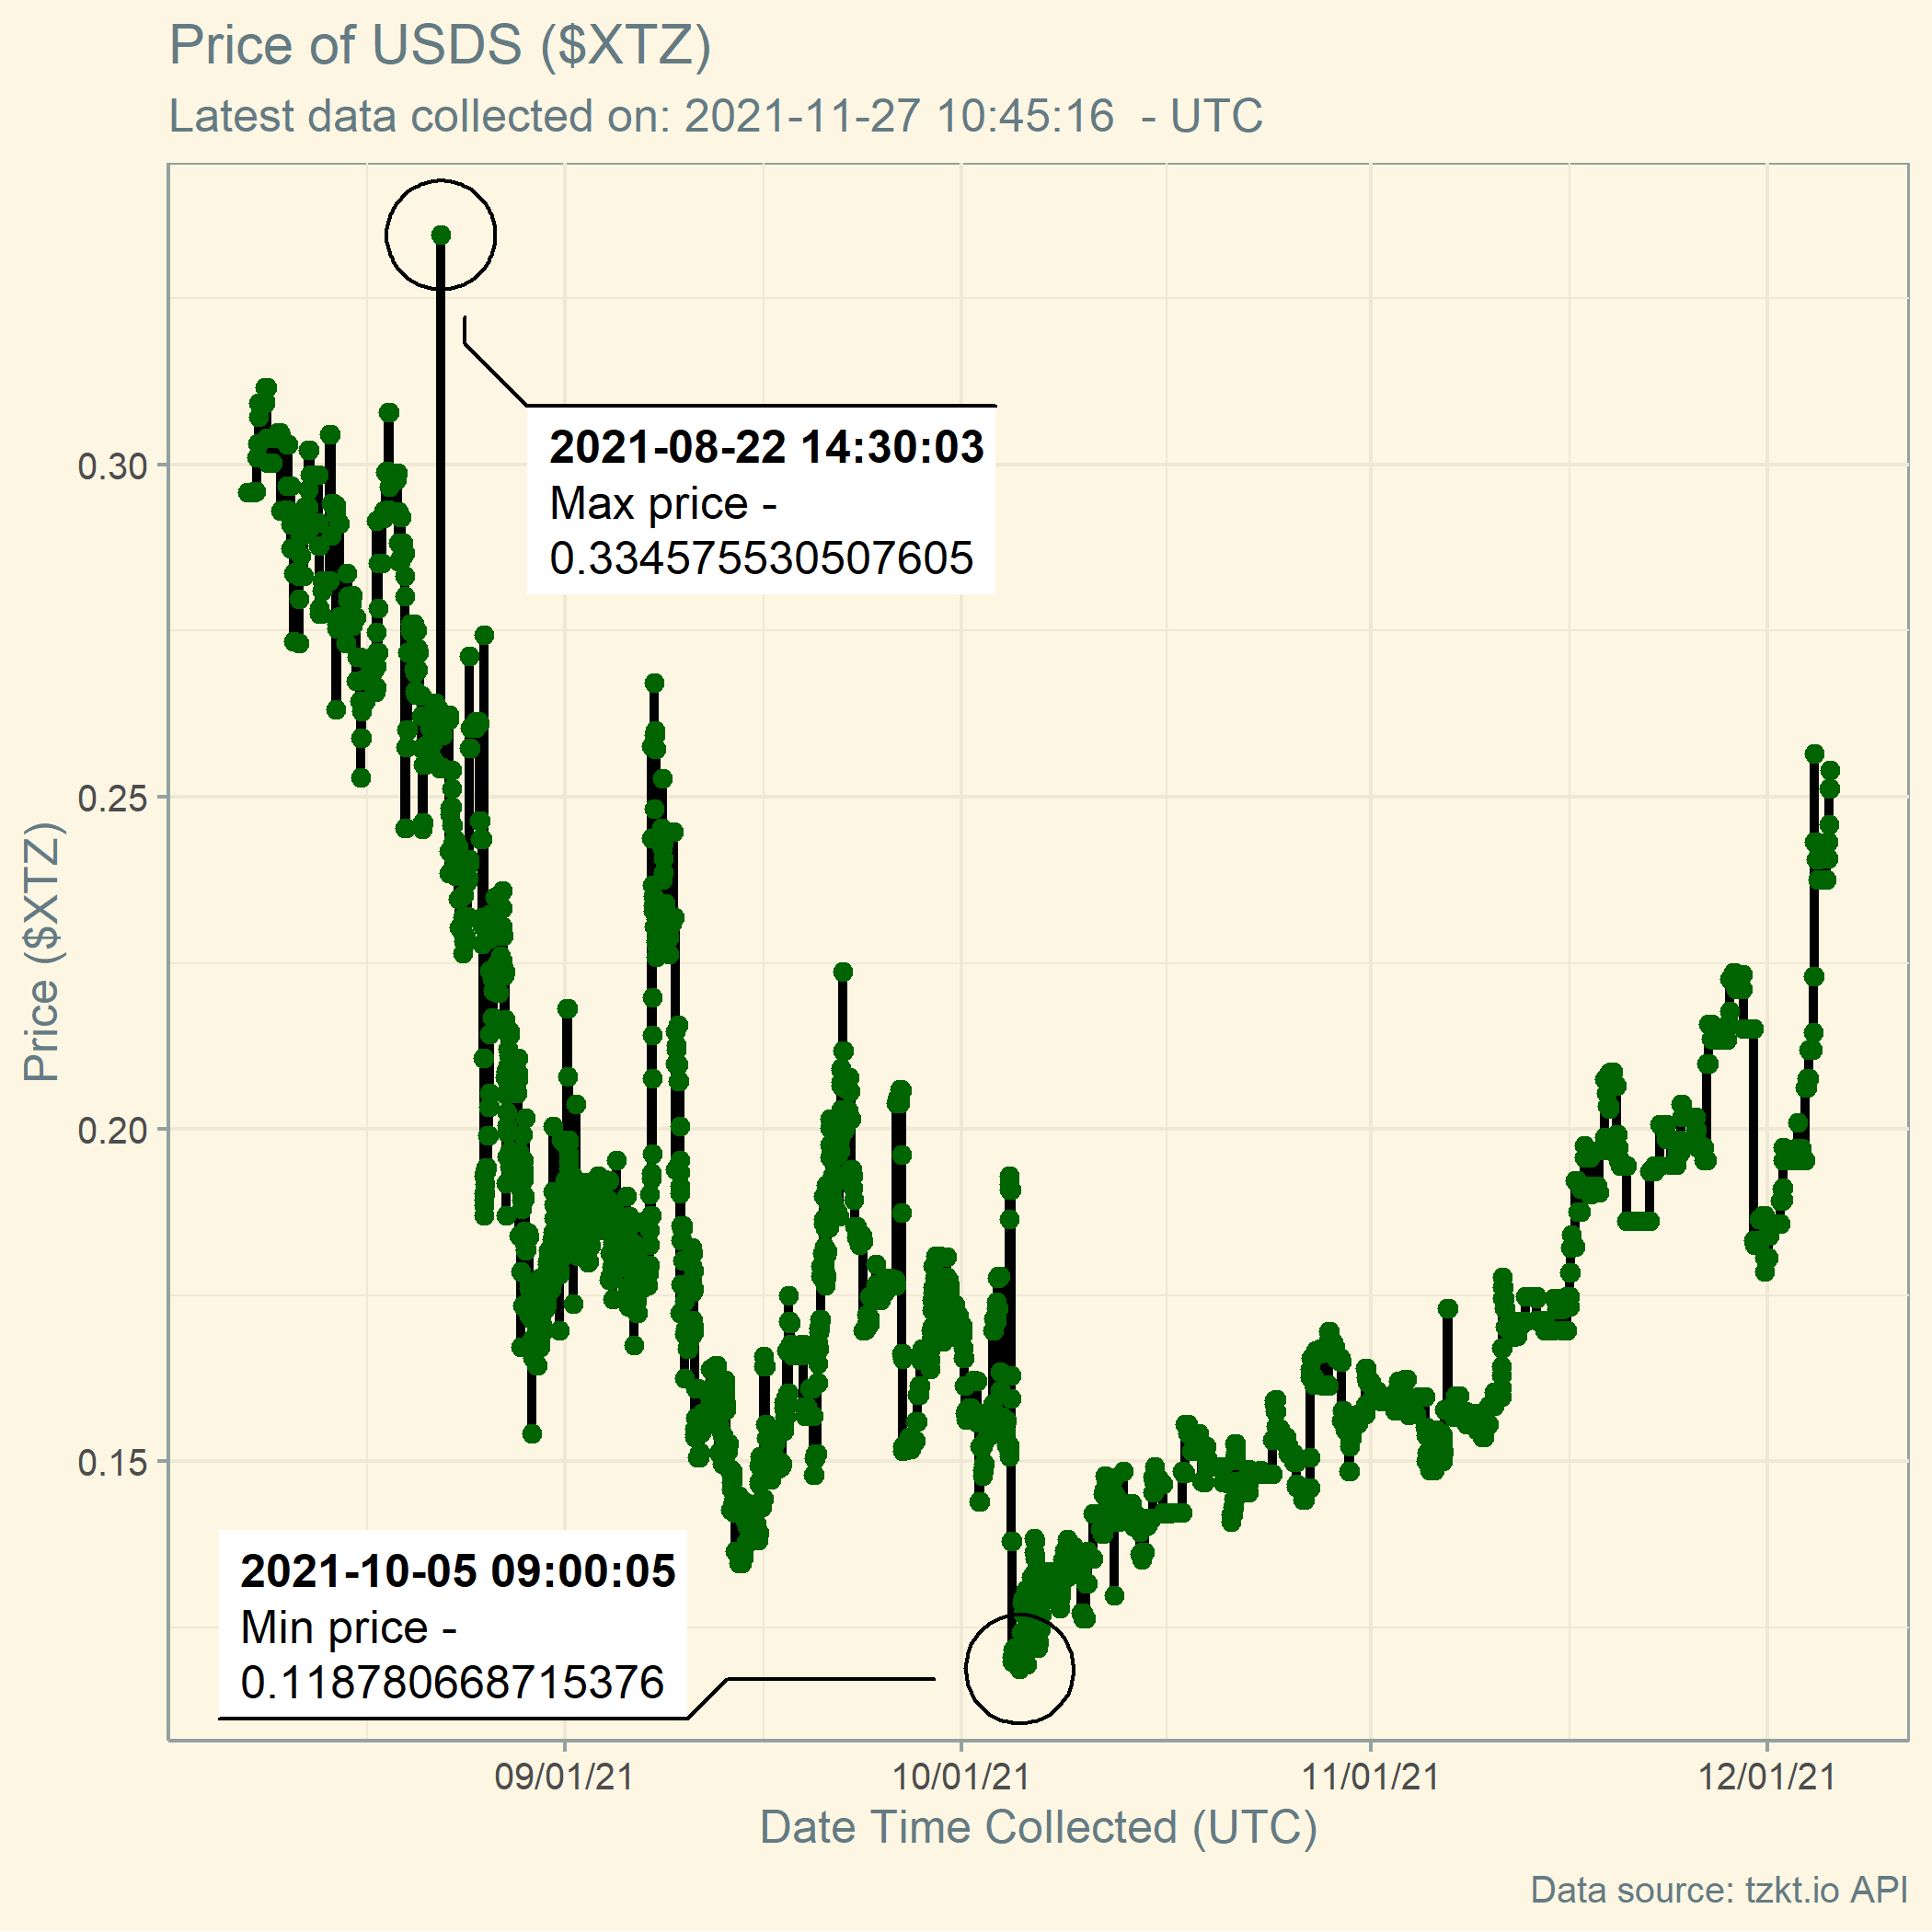 Price of USDS ($XTZ)
Latest data collected on: 2021-11-27 10:45:16  - UTC
2021-08-22 14:30:03
Max price -
0.334575530507605
0.30
0.25
0.20
0.15
Price ($XTZ)
2021-10-05 09:00:05
Min price -
0.118780668715376
09/01/21
10/01/21
11/01/21
12/01/21
Date Time Collected (UTC)
Data source: tzkt.io API